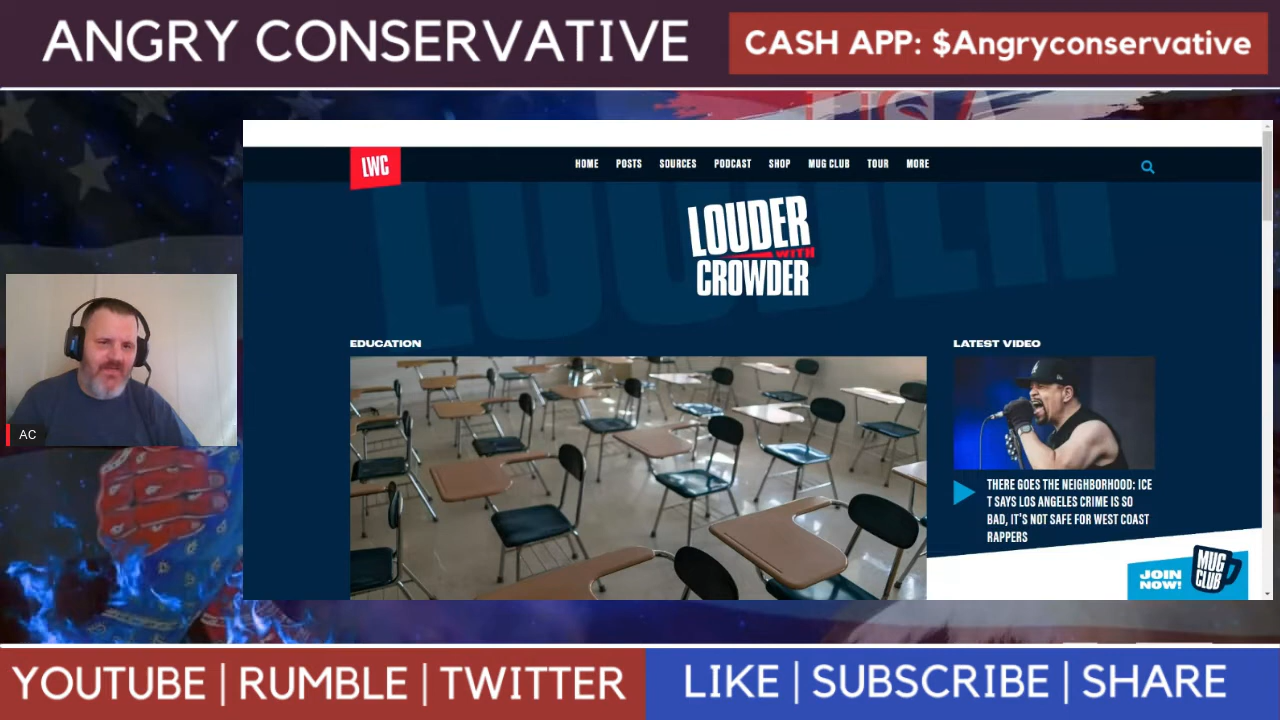 ANGRY CONSERVATIVE
CASH APP: $Angryconservative
USA
LWC
HOME POSTS SOURCES PODCAST SHOP MUG CLUB TOUR MORE
LOUDER
WITH
CROWDER
EDUCATION
LATEST VIDEO
THERE GOES THE NEIGHBORHOOD: ICE
T SAYS LOS ANGELES CRIME IS SO
BAD, IT'S NOT SAFE FOR WEST COAST
RAPPERS
JOIN
NOW!
MUG
CLUB
AC
YOUTUBE | RUMBLE | TWITTER
LIKE | SUBSCRIBE | SHARE